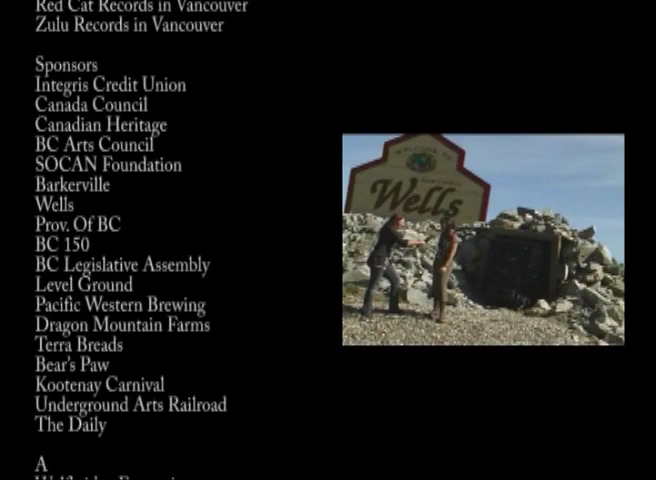 Red Cat Records in Vancouver
Zulu Records in Vancouver
Sponsors
Integris Credit Union
Canada Council
Canadian Heritage
BC Arts Council
SOCAN Foundation
Barkerville
Wells
Prov. Of BC
BC 150
BC Legislative Assembly
Level Ground
Pacific Western Brewing
Dragon Mountain Farms
Terra Breads
Bear's Paw
Kootenay Carnival
Underground Arts Railroad
The Daily
A
WELCOME TO
Wells